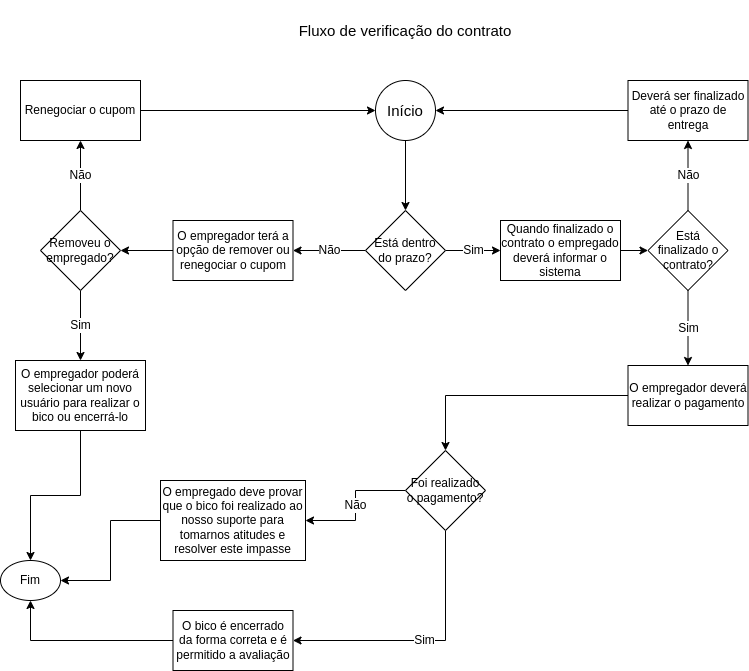 Fluxo de verificação do contrato
Renegociar o cupom
Início
Deverá ser finalizado
até o prazo de
entrega
Não
Não
Removeu o
empregado?
O empregador terá a
opção de remover ou
renegociar o cupom
Não
Está dentro
do prazo?
Sim
Quando finalizado o
contrato o empregado
deverá informar o
sistema
Está
finalizado o
contrato?
Sim
Sim
O empregador poderá
selecionar um novo
usuário para realizar o
bico ou encerrá-lo
O empregador deverá
realizar o pagamento
Foi realizado
o pagamento?
Não
O empregado deve provar
que o bico foi realizado ao
nosso suporte para
tomarnos atitudes e
resolver este impasse
Fim
O bico é encerrado
da forma correta e é
permitido a avaliação
Sim